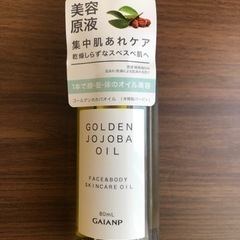 美容
原液
集中肌あれケア
乾燥しらずなスベスベ肌へ
1本で顔・髪・体のオイル美容
ゴールデンホホバオイル
GOLDEN
JOJOBA
OIL
FACE&BODY
SKINCARE OIL
80mL
GAIANP